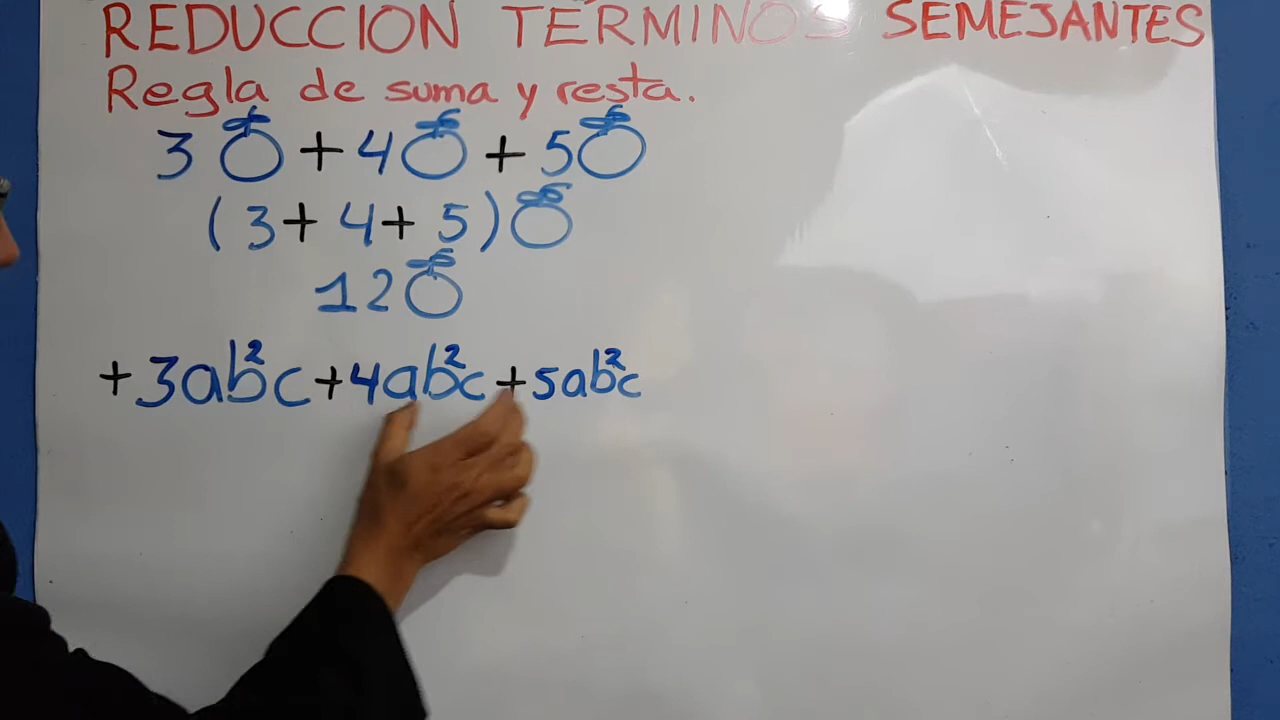 REDUCCION TÉRMINOS SEMEJANTES
Regla de suma y resta.
3 + 4 + 5
(3 + 4 + 5)
12
+3ab²c+4ab²c+5ab²c